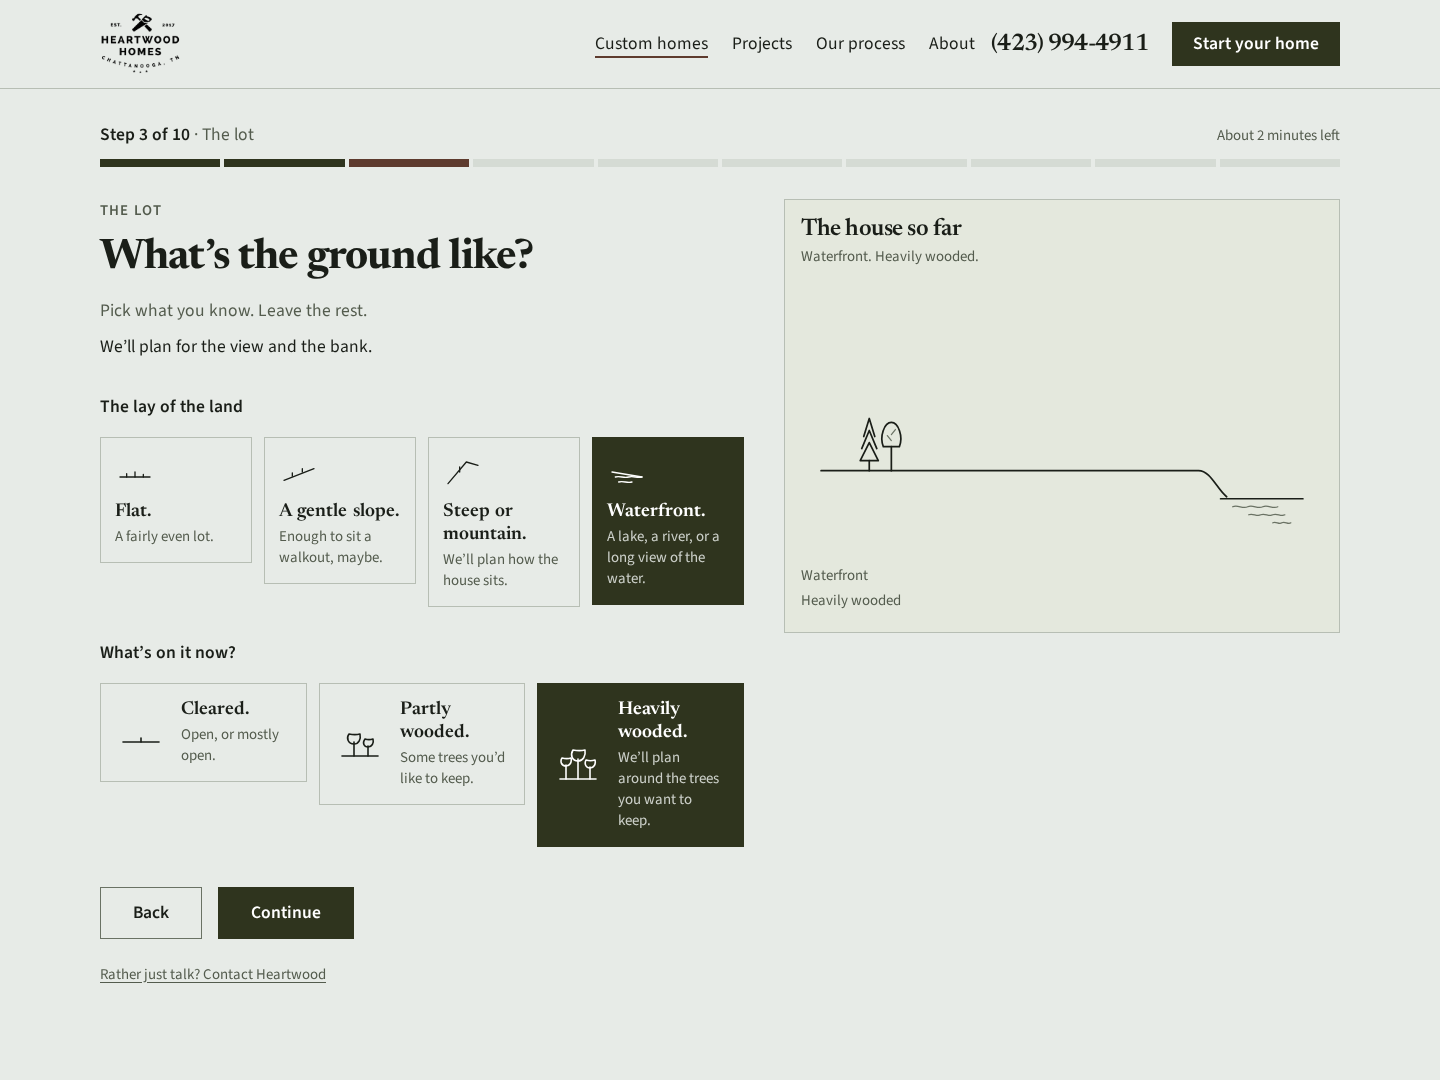 EST. 2017
HEARTWOOD
HOMES
CHATTANOOGA, TN
Custom homes
Projects
Our process
About
(423) 994-4911
Start your home
Step 3 of 10 · The lot
About 2 minutes left
THE LOT
What’s the ground like?
Pick what you know. Leave the rest.
We’ll plan for the view and the bank.
The lay of the land
Flat.
A fairly even lot.
A gentle slope.
Enough to sit a
walkout, maybe.
Steep or
mountain.
We’ll plan how the
house sits.
Waterfront.
A lake, a river, or a
long view of the
water.
What’s on it now?
Cleared.
Open, or mostly
open.
Partly
wooded.
Some trees you’d
like to keep.
Heavily
wooded.
We’ll plan
around the trees
you want to
keep.
Back
Continue
Rather just talk? Contact Heartwood
The house so far
Waterfront. Heavily wooded.
Waterfront
Heavily wooded